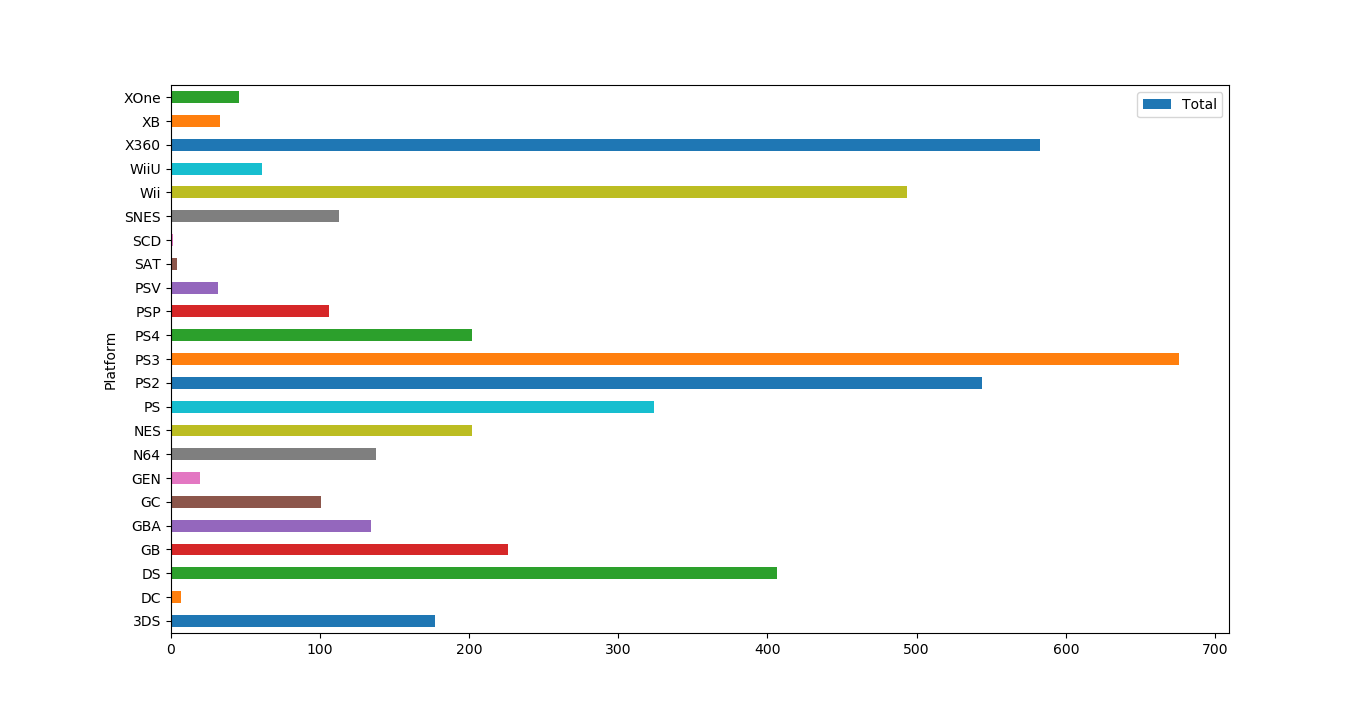 Total
Platform
XOne
XB
X360
WiiU
Wii
SNES
SCD
SAT
PSV
PSP
PS4
PS3
PS2
PS
NES
N64
GEN
GC
GBA
GB
DS
DC
3DS
0 100 200 300 400 500 600 700